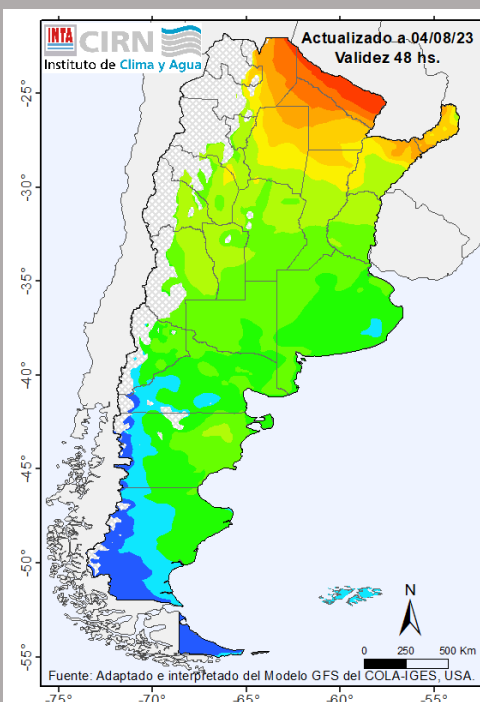 INTA CIRN
Instituto de Clima y Agua
Actualizado a 04/08/23
Validez 48 hs.
-25°
-30°
-35°
-40°
-45°
-50°
-55°
N
0 250 500 Km
Fuente: Adaptado e interpretado del Modelo GFS del COLA-IGES, USA.
-75° -70° -65° -60° -55°